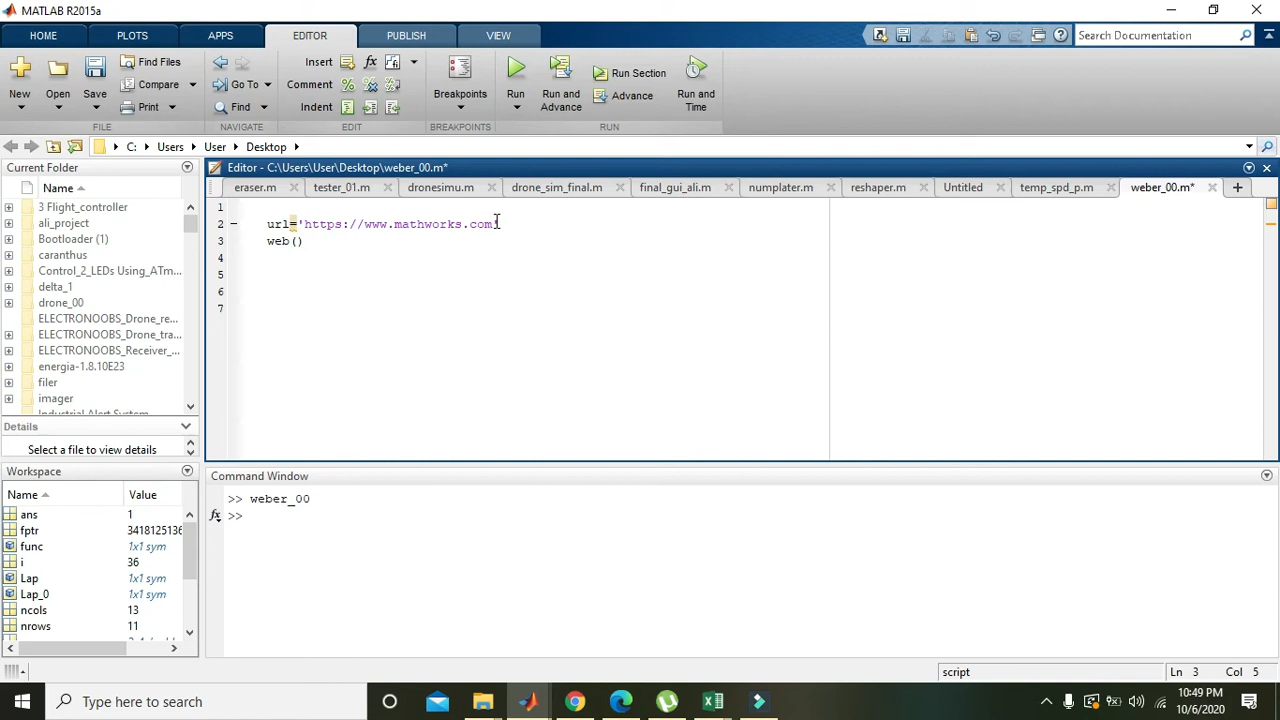 MATLAB R2015a
HOME PLOTS APPS EDITOR PUBLISH VIEW Search Documentation
New Open Save Find Files Compare Print
FILE
Go To Find
NAVIGATE
Insert Comment Indent
EDIT
Breakpoints
BREAKPOINTS
Run Run and Advance Run Section Advance Run and Time
RUN
C: Users User Desktop
Current Folder
Name
3 Flight_controller
ali_project
Bootloader (1)
caranthus
Control_2_LEDs Using_ATm...
delta_1
drone_00
ELECTRONOOBS_Drone_re...
ELECTRONOOBS_Drone_tra...
ELECTRONOOBS_Receiver_...
energia-1.8.10E23
filer
imager
Industrial Alert System
Details
Select a file to view details
Workspace
Name Value
ans 1
fptr 3418125136
func 1x1 sym
i 36
Lap 1x1 sym
Lap_0 1x1 sym
ncols 13
nrows 11
Editor - C:\Users\User\Desktop\weber_00.m*
eraser.m tester_01.m dronesimu.m drone_sim_final.m final_gui_ali.m numplater.m reshaper.m Untitled temp_spd_p.m weber_00.m*
1
2 url='https://www.mathworks.com'
3 web()
4
5
6
7
Command Window
>> weber_00
fx >>
script Ln 3 Col 5
Type here to search
10:49 PM
10/6/2020